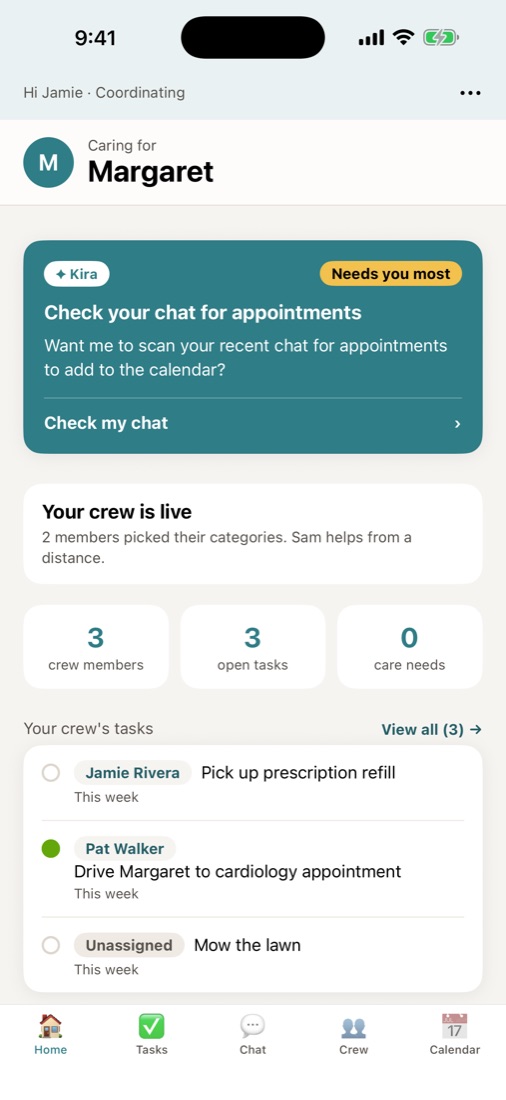 9:41
Hi Jamie · Coordinating
M
Caring for
Margaret
✦ Kira
Needs you most
Check your chat for appointments
Want me to scan your recent chat for appointments
to add to the calendar?
Check my chat
›
Your crew is live
2 members picked their categories. Sam helps from a
distance.
3
crew members
3
open tasks
0
care needs
Your crew's tasks
View all (3) →
Jamie Rivera Pick up prescription refill
This week
Pat Walker
Drive Margaret to cardiology appointment
This week
Unassigned Mow the lawn
This week
17
Home
Tasks
Chat
Crew
Calendar